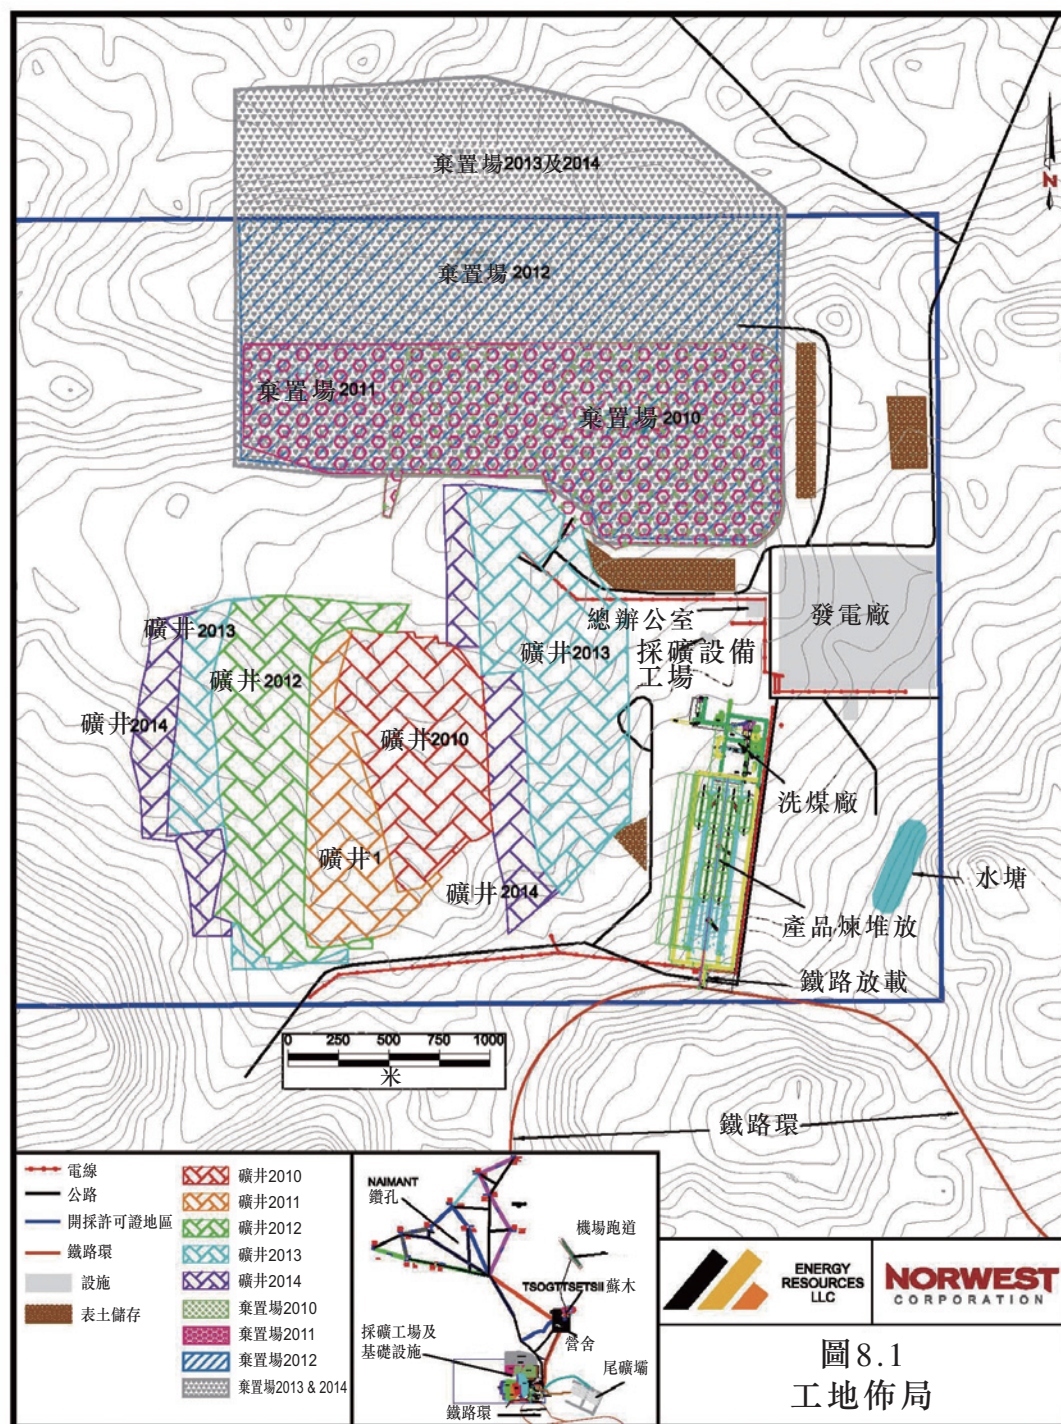 棄置場2013及2014
N
棄置場2012
棄置場2011
棄置場2010
總辦公室
發電廠
採礦設備
工場
礦井2013
礦井2013
礦井2012
礦井2014
礦井2010
洗煤廠
礦井1
礦井2014
水塘
產品煉堆放
鐵路放載
0 250 500 750 1000
米
鐵路環
電線
公路
開採許可證地區
鐵路環
設施
表土儲存
礦井2010
礦井2011
礦井2012
礦井2013
礦井2014
棄置場2010
棄置場2011
棄置場2012
棄置場2013 & 2014
NAIMANT
鑽孔
機場跑道
TSOGTTSETSII 蘇木
營舍
採礦工場及
基礎設施
尾礦壩
鐵路環
ENERGY
RESOURCES
LLC
NORWEST
CORPORATION
圖8.1
工地佈局